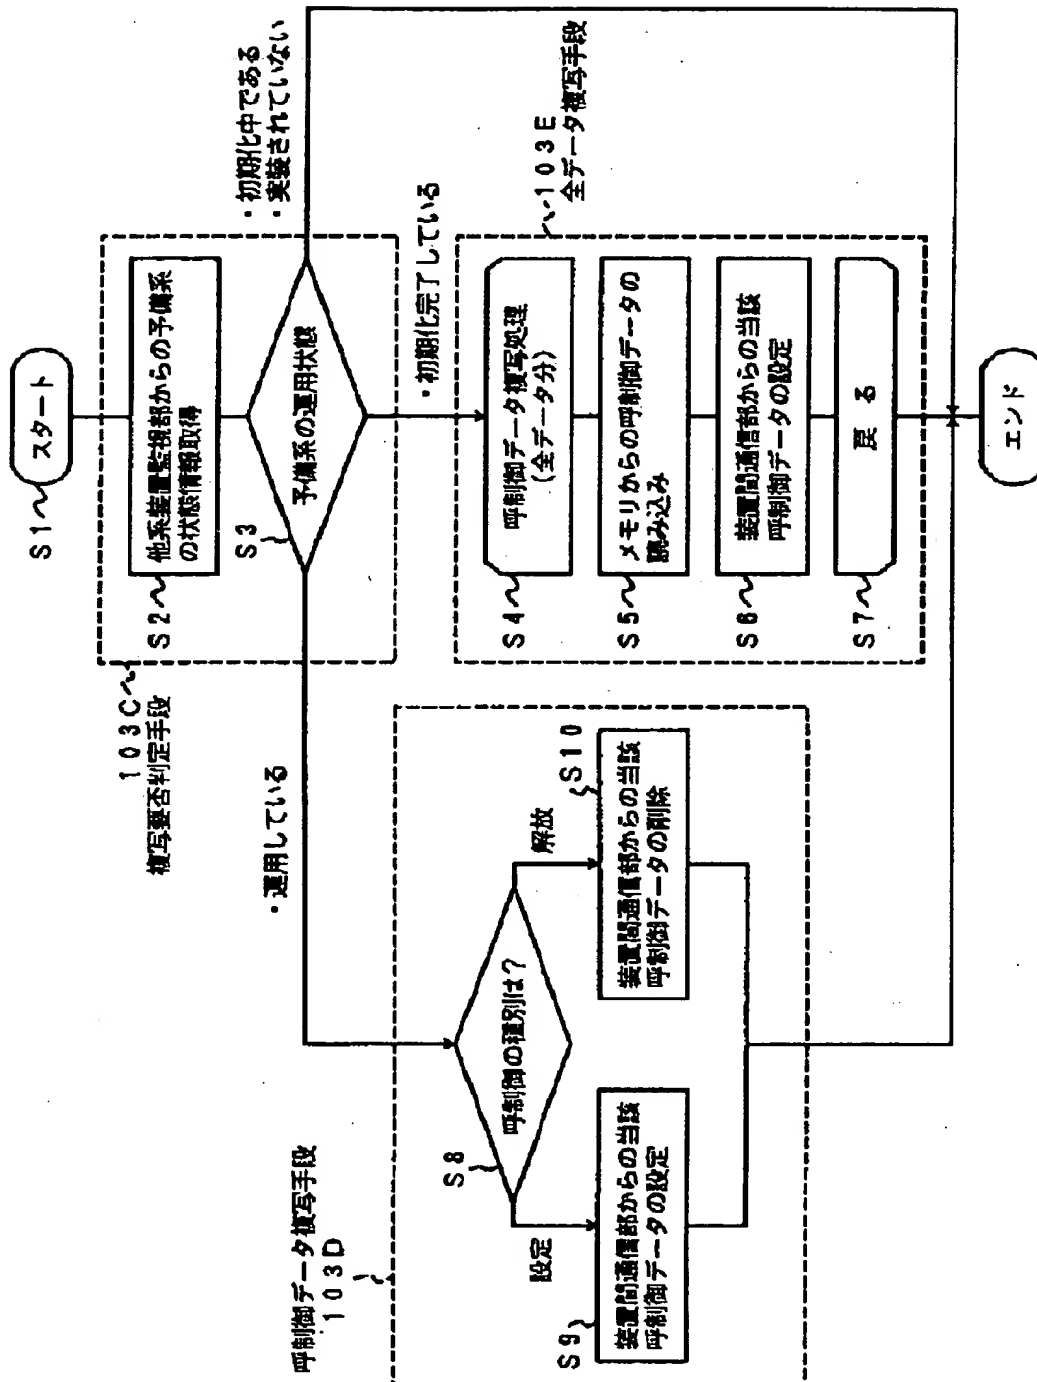 S1
スタート
103C
複写要否判定手段
S2
他系装置監視部からの予備系
の状態情報取得
S3
予備系の運用状態
・初期化中である
・実装されていない
・初期化完了している
・運用している
103E
全データ複写手段
S4
呼制御データ複写処理
(全データ分)
S5
メモリからの呼制御データの
読み込み
S6
装置間通信部からの当該
呼制御データの設定
S7
戻る
呼制御データ複写手段
103D
S8
呼制御の種別は?
設定
解放
S9
装置間通信部からの当該
呼制御データの設定
S10
装置間通信部からの当該
呼制御データの削除
エンド